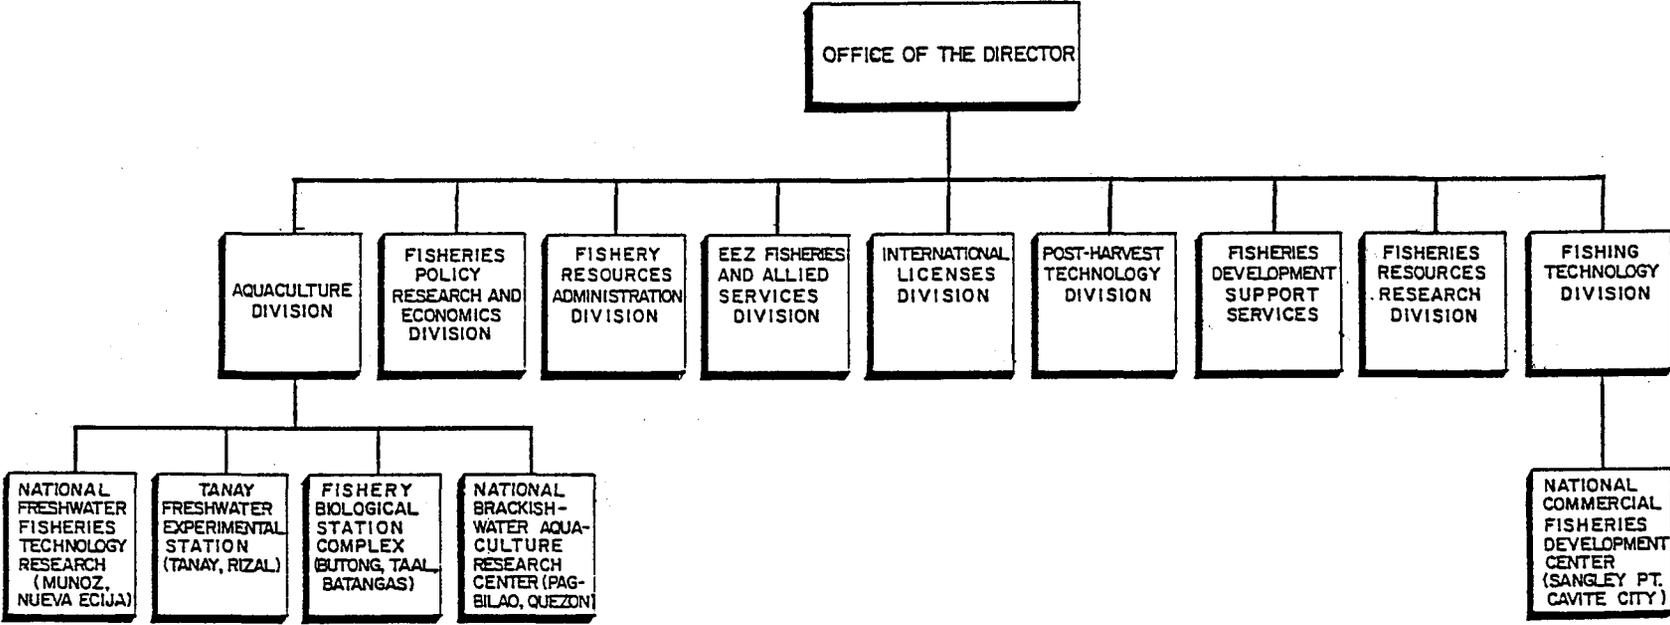 OFFICE OF THE DIRECTOR
AQUACULTURE
DIVISION
FISHERIES
POLICY
RESEARCH AND
ECONOMICS
DIVISION
FISHERY
RESOURCES
ADMINISTRATION
DIVISION
EEZ FISHERIES
AND ALLIED
SERVICES
DIVISION
INTERNATIONAL
LICENSES
DIVISION
POST-HARVEST
TECHNOLOGY
DIVISION
FISHERIES
DEVELOPMENT
SUPPORT
SERVICES
FISHERIES
RESOURCES
RESEARCH
DIVISION
FISHING
TECHNOLOGY
DIVISION
NATIONAL
FRESHWATER
FISHERIES
TECHNOLOGY
RESEARCH
(MUNOZ,
NUEVA ECIJA)
TANAY
FRESHWATER
EXPERIMENTAL
STATION
(TANAY, RIZAL)
FISHERY
BIOLOGICAL
STATION
COMPLEX
(BUTONG, TAAL,
BATANGAS)
NATIONAL
BRACKISH-
WATER AQUA-
CULTURE
RESEARCH
CENTER (PAG-
BILAO, QUEZON)
NATIONAL
COMMERCIAL
FISHERIES
DEVELOPMENT
CENTER
(SANGLEY PT.
CAVITE CITY)